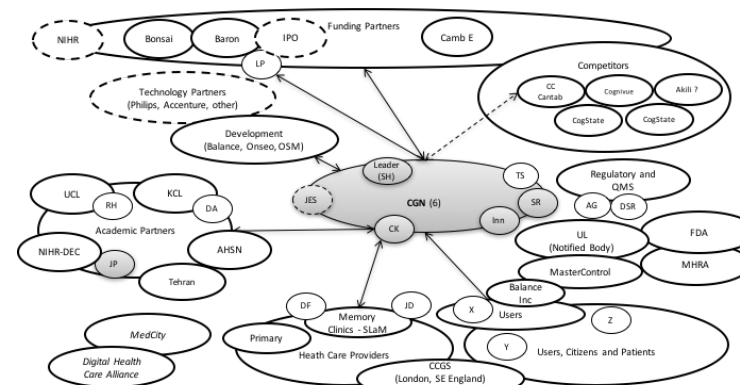 Funding Partners
NIHR
Bonsai
Baron
IPO
Camb E
LP
Technology Partners
(Philips, Accenture, other)
Competitors
CC
Cantab
Cognivue
Akili ?
CogState
CogState
Development
(Balance, Onseo, OSM)
Leader
(SH)
TS
JES
CGN (6)
SR
Inn
CK
Regulatory and
QMS
AG
DSR
UL
(Notified Body)
FDA
MasterControl
MHRA
UCL
RH
KCL
DA
Academic Partners
NIHR-DEC
JP
AHSN
Tehran
Balance
Inc
X
Users
Z
Y
Users, Citizens and Patients
DF
JD
Memory
Clinics - SLaM
Primary
Heath Care Providers
CCGS
(London, SE England)
MedCity
Digital Health
Care Alliance